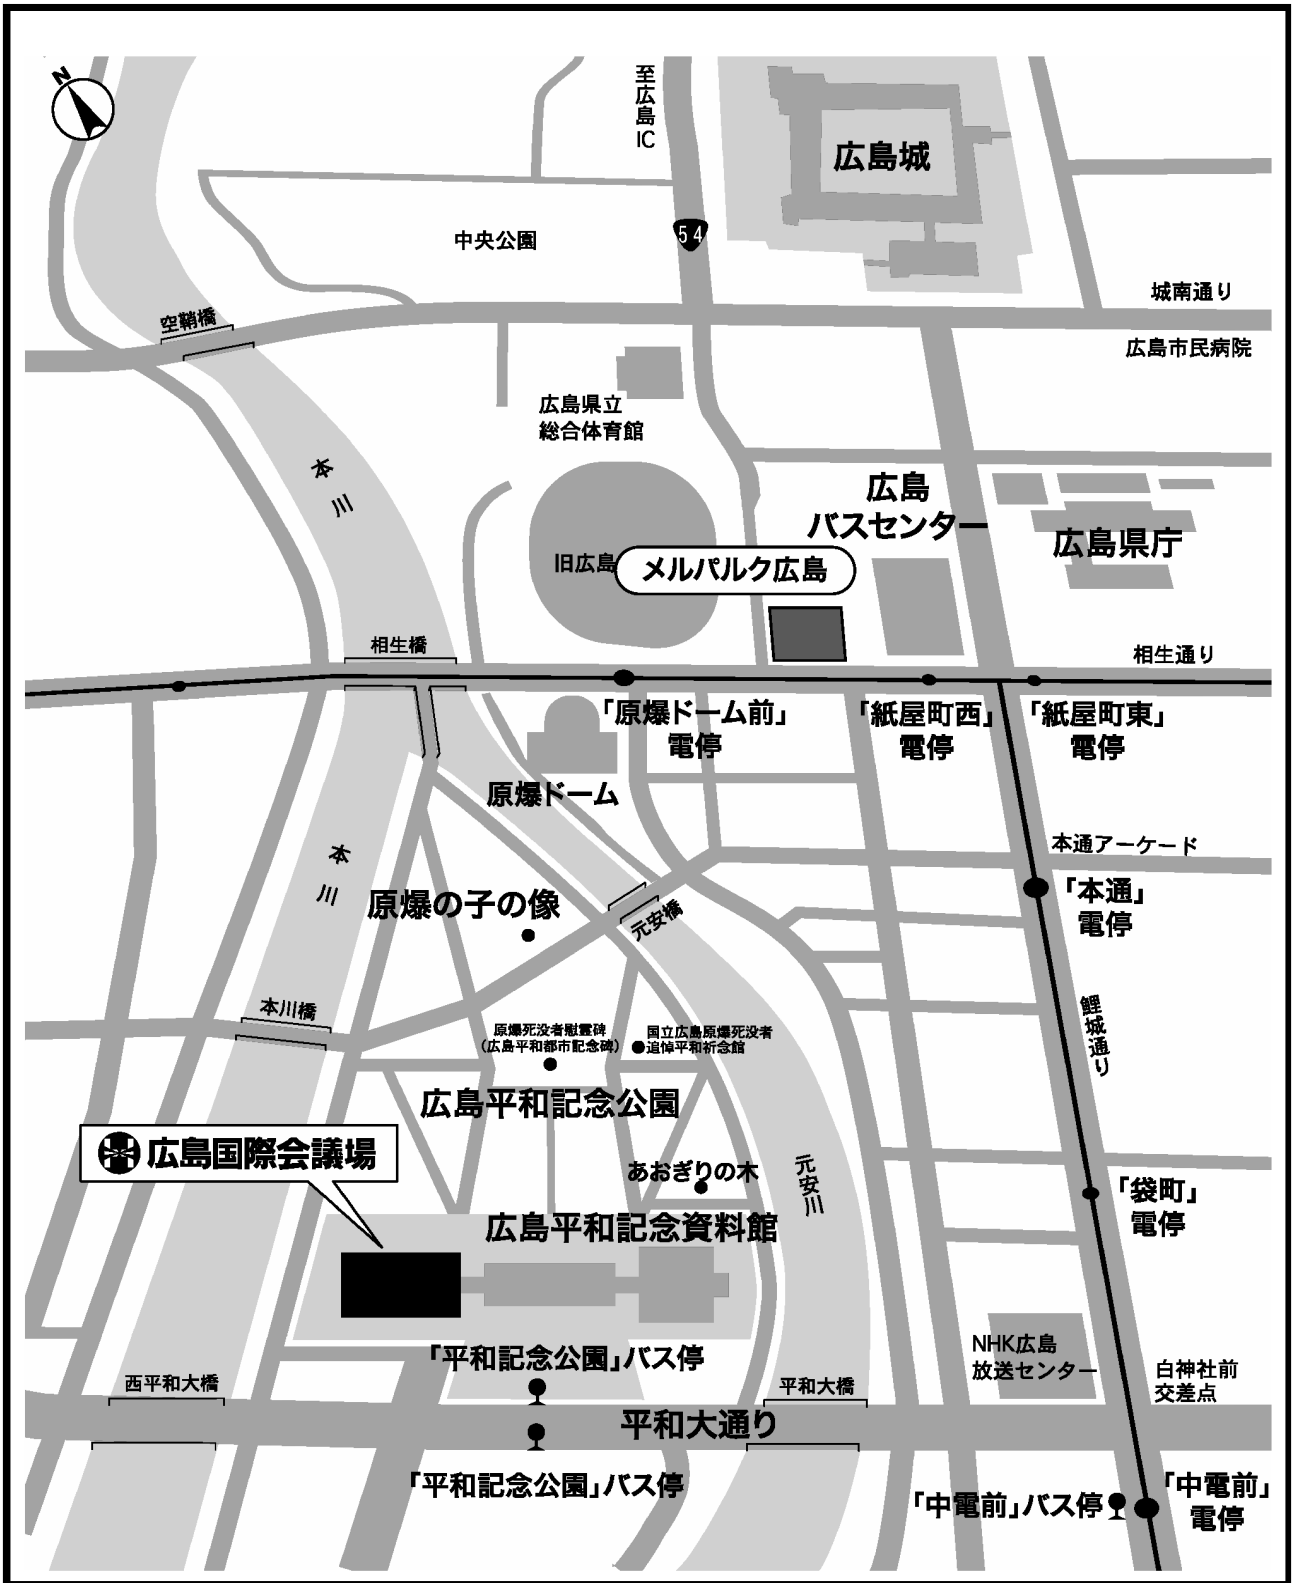 N
至広島IC
広島城
54
中央公園
城南通り
空鞘橋
広島市民病院
広島県立
総合体育館
本川
広島
バスセンター
広島県庁
旧広島
メルパルク広島
相生橋
相生通り
「原爆ドーム前」
電停
「紙屋町西」
電停
「紙屋町東」
電停
原爆ドーム
本通アーケード
本川
原爆の子の像
「本通」
電停
元安橋
本川橋
鯉城通り
原爆死没者慰霊碑
(広島平和都市記念碑)
国立広島原爆死没者
追悼平和祈念館
広島平和記念公園
広島国際会議場
あおぎりの木
元安川
「袋町」
電停
広島平和記念資料館
NHK広島
放送センター
「平和記念公園」バス停
白神社前
交差点
西平和大橋
平和大橋
平和大通り
「平和記念公園」バス停
「中電前」バス停
「中電前」
電停